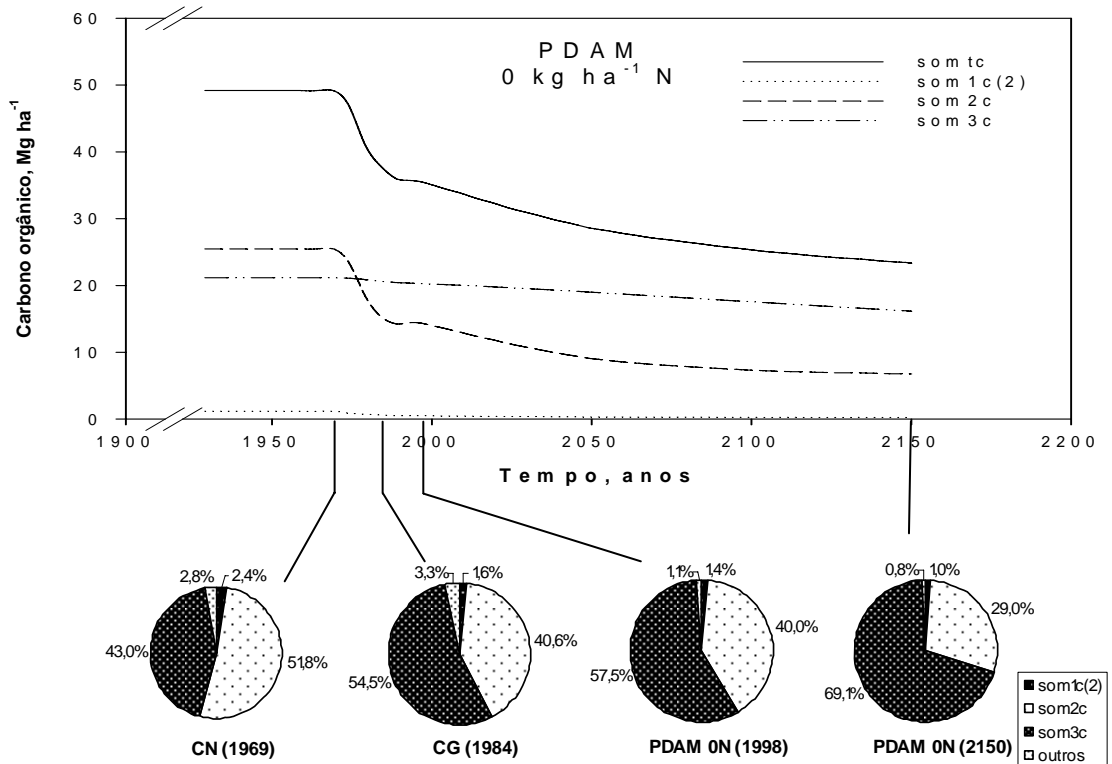 PDAM
0 kg ha⁻¹ N
som tc
som 1c(2)
som 2c
som 3c
Carbono orgânico, Mg ha⁻¹
60
50
40
30
20
10
0
1900 1950 2000 2050 2100 2150 2200
Tempo, anos
2,8% 2,4% 43,0% 51,8%
CN (1969)
3,3% 1,6% 40,6% 54,5%
CG (1984)
1,1% 1,4% 40,0% 57,5%
PDAM 0N (1998)
0,8% 1,0% 29,0% 69,1%
PDAM 0N (2150)
som1c(2)
som2c
som3c
outros